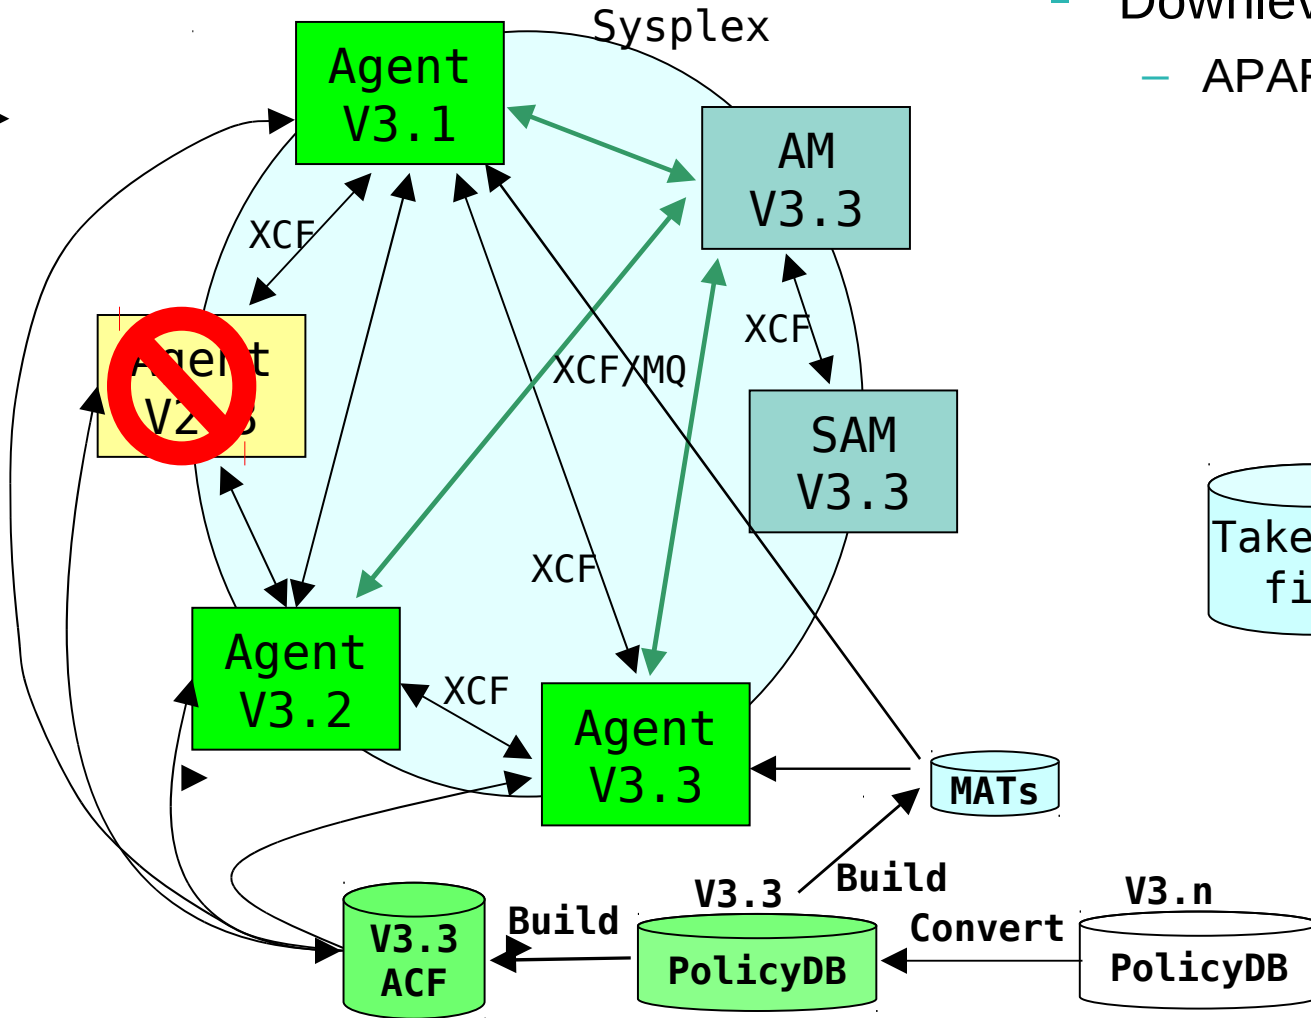 Sysplex
Agent
V3.1
AM
V3.3
XCF
XCF
XCF/MQ
Agent
SAM
V3.3
XCF
Agent
V3.2
XCF
Agent
V3.3
MATs
Build
V3.3
PolicyDB
V3.n
PolicyDB
Convert
Build
V3.3
ACF